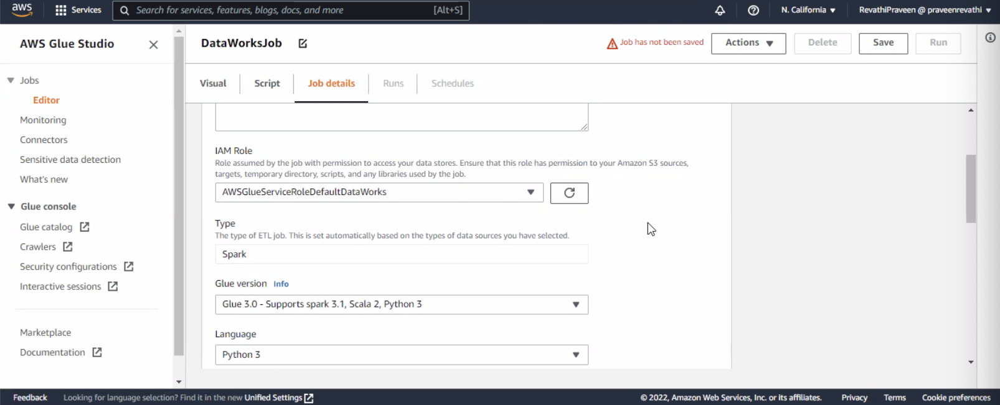 aws
Services
Search for services, features, blogs, docs, and more
[Alt+S]
N. California
RevathiPraveen @ praveenrevathi
AWS Glue Studio
Jobs
Editor
Monitoring
Connectors
Sensitive data detection
What's new
Glue console
Glue catalog
Crawlers
Security configurations
Interactive sessions
Marketplace
Documentation
DataWorksJob
Job has not been saved
Actions
Delete
Save
Run
Visual
Script
Job details
Runs
Schedules
IAM Role
Role assumed by the job with permission to access your data stores. Ensure that this role has permission to your Amazon S3 sources,
targets, temporary directory, scripts, and any libraries used by the job.
AWSGlueServiceRoleDefaultDataWorks
Type
The type of ETL job. This is set automatically based on the types of data sources you have selected.
Spark
Glue version Info
Glue 3.0 - Supports spark 3.1, Scala 2, Python 3
Language
Python 3
Feedback
Looking for language selection? Find it in the new Unified Settings
© 2022, Amazon Web Services, Inc. or its affiliates.
Privacy
Terms
Cookie preferences